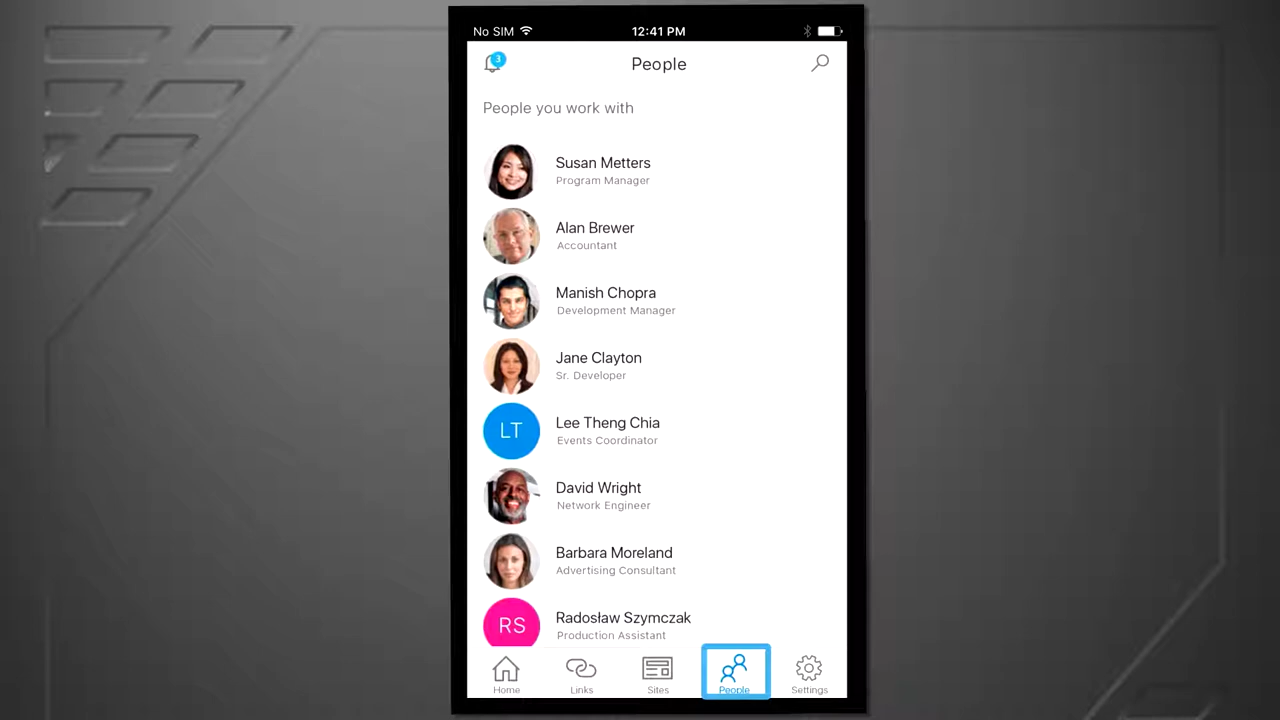 No SIM 12:41 PM
3 People
People you work with
Susan Metters
Program Manager
Alan Brewer
Accountant
Manish Chopra
Development Manager
Jane Clayton
Sr. Developer
LT Lee Theng Chia
Events Coordinator
David Wright
Network Engineer
Barbara Moreland
Advertising Consultant
RS Radosław Szymczak
Production Assistant
Home Links Sites People Settings